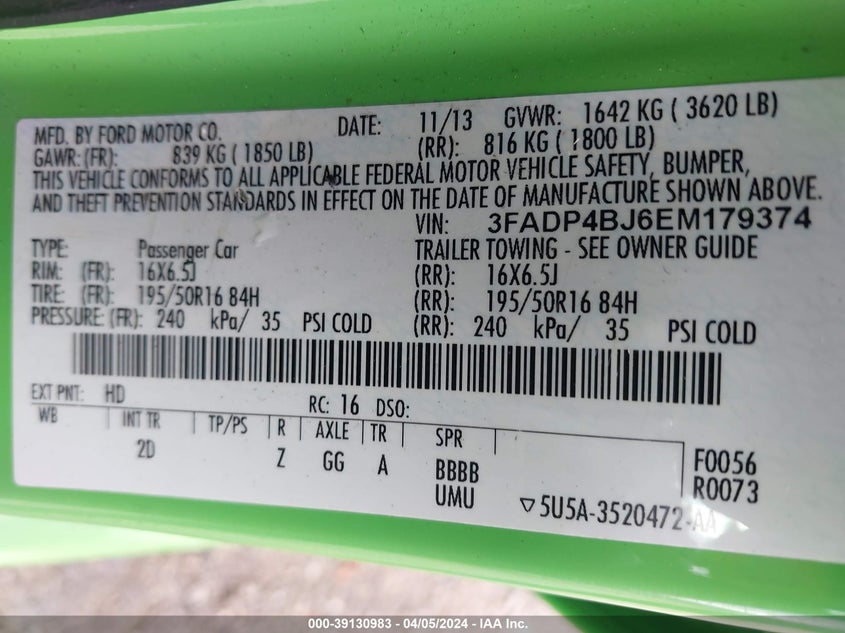 MFD. BY FORD MOTOR CO. DATE: 11/13 GVWR: 1642 KG ( 3620 LB)
GAWR: (FR): 839 KG ( 1850 LB) (RR): 816 KG ( 1800 LB)
THIS VEHICLE CONFORMS TO ALL APPLICABLE FEDERAL MOTOR VEHICLE SAFETY, BUMPER,
AND THEFT PREVENTION STANDARDS IN EFFECT ON THE DATE OF MANUFACTURE SHOWN ABOVE.
VIN: 3FADP4BJ6EM179374
TYPE: Passenger Car TRAILER TOWING - SEE OWNER GUIDE
RIM: (FR): 16X6.5J (RR): 16X6.5J
TIRE: (FR): 195/50R16 84H (RR): 195/50R16 84H
PRESSURE: (FR): 240 kPa/ 35 PSI COLD (RR): 240 kPa/ 35 PSI COLD
EXT PNT: HD RC: 16 DSO:
WB INT TR TP/PS R AXLE TR SPR
2D Z GG A BBBB
UMU
F0056
R0073
▽5U5A-3520472-AA
000-39130983 - 04/05/2024 - IAA Inc.